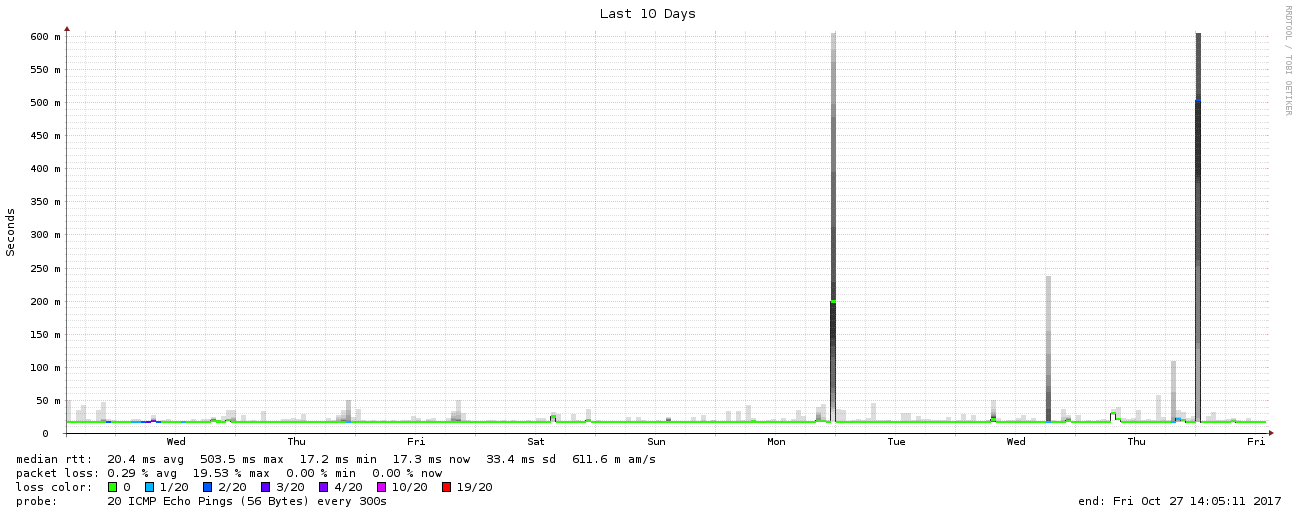 Last 10 Days
RRDTOOL / TOBI OETIKER
Seconds
600 m
550 m
500 m
450 m
400 m
350 m
300 m
250 m
200 m
150 m
100 m
50 m
0
Wed Thu Fri Sat Sun Mon Tue Wed Thu Fri
median rtt: 20.4 ms avg 503.5 ms max 17.2 ms min 17.3 ms now 33.4 ms sd 611.6 m am/s
packet loss: 0.29 % avg 19.53 % max 0.00 % min 0.00 % now
loss color: 0 1/20 2/20 3/20 4/20 10/20 19/20
probe: 20 ICMP Echo Pings (56 Bytes) every 300s end: Fri Oct 27 14:05:11 2017